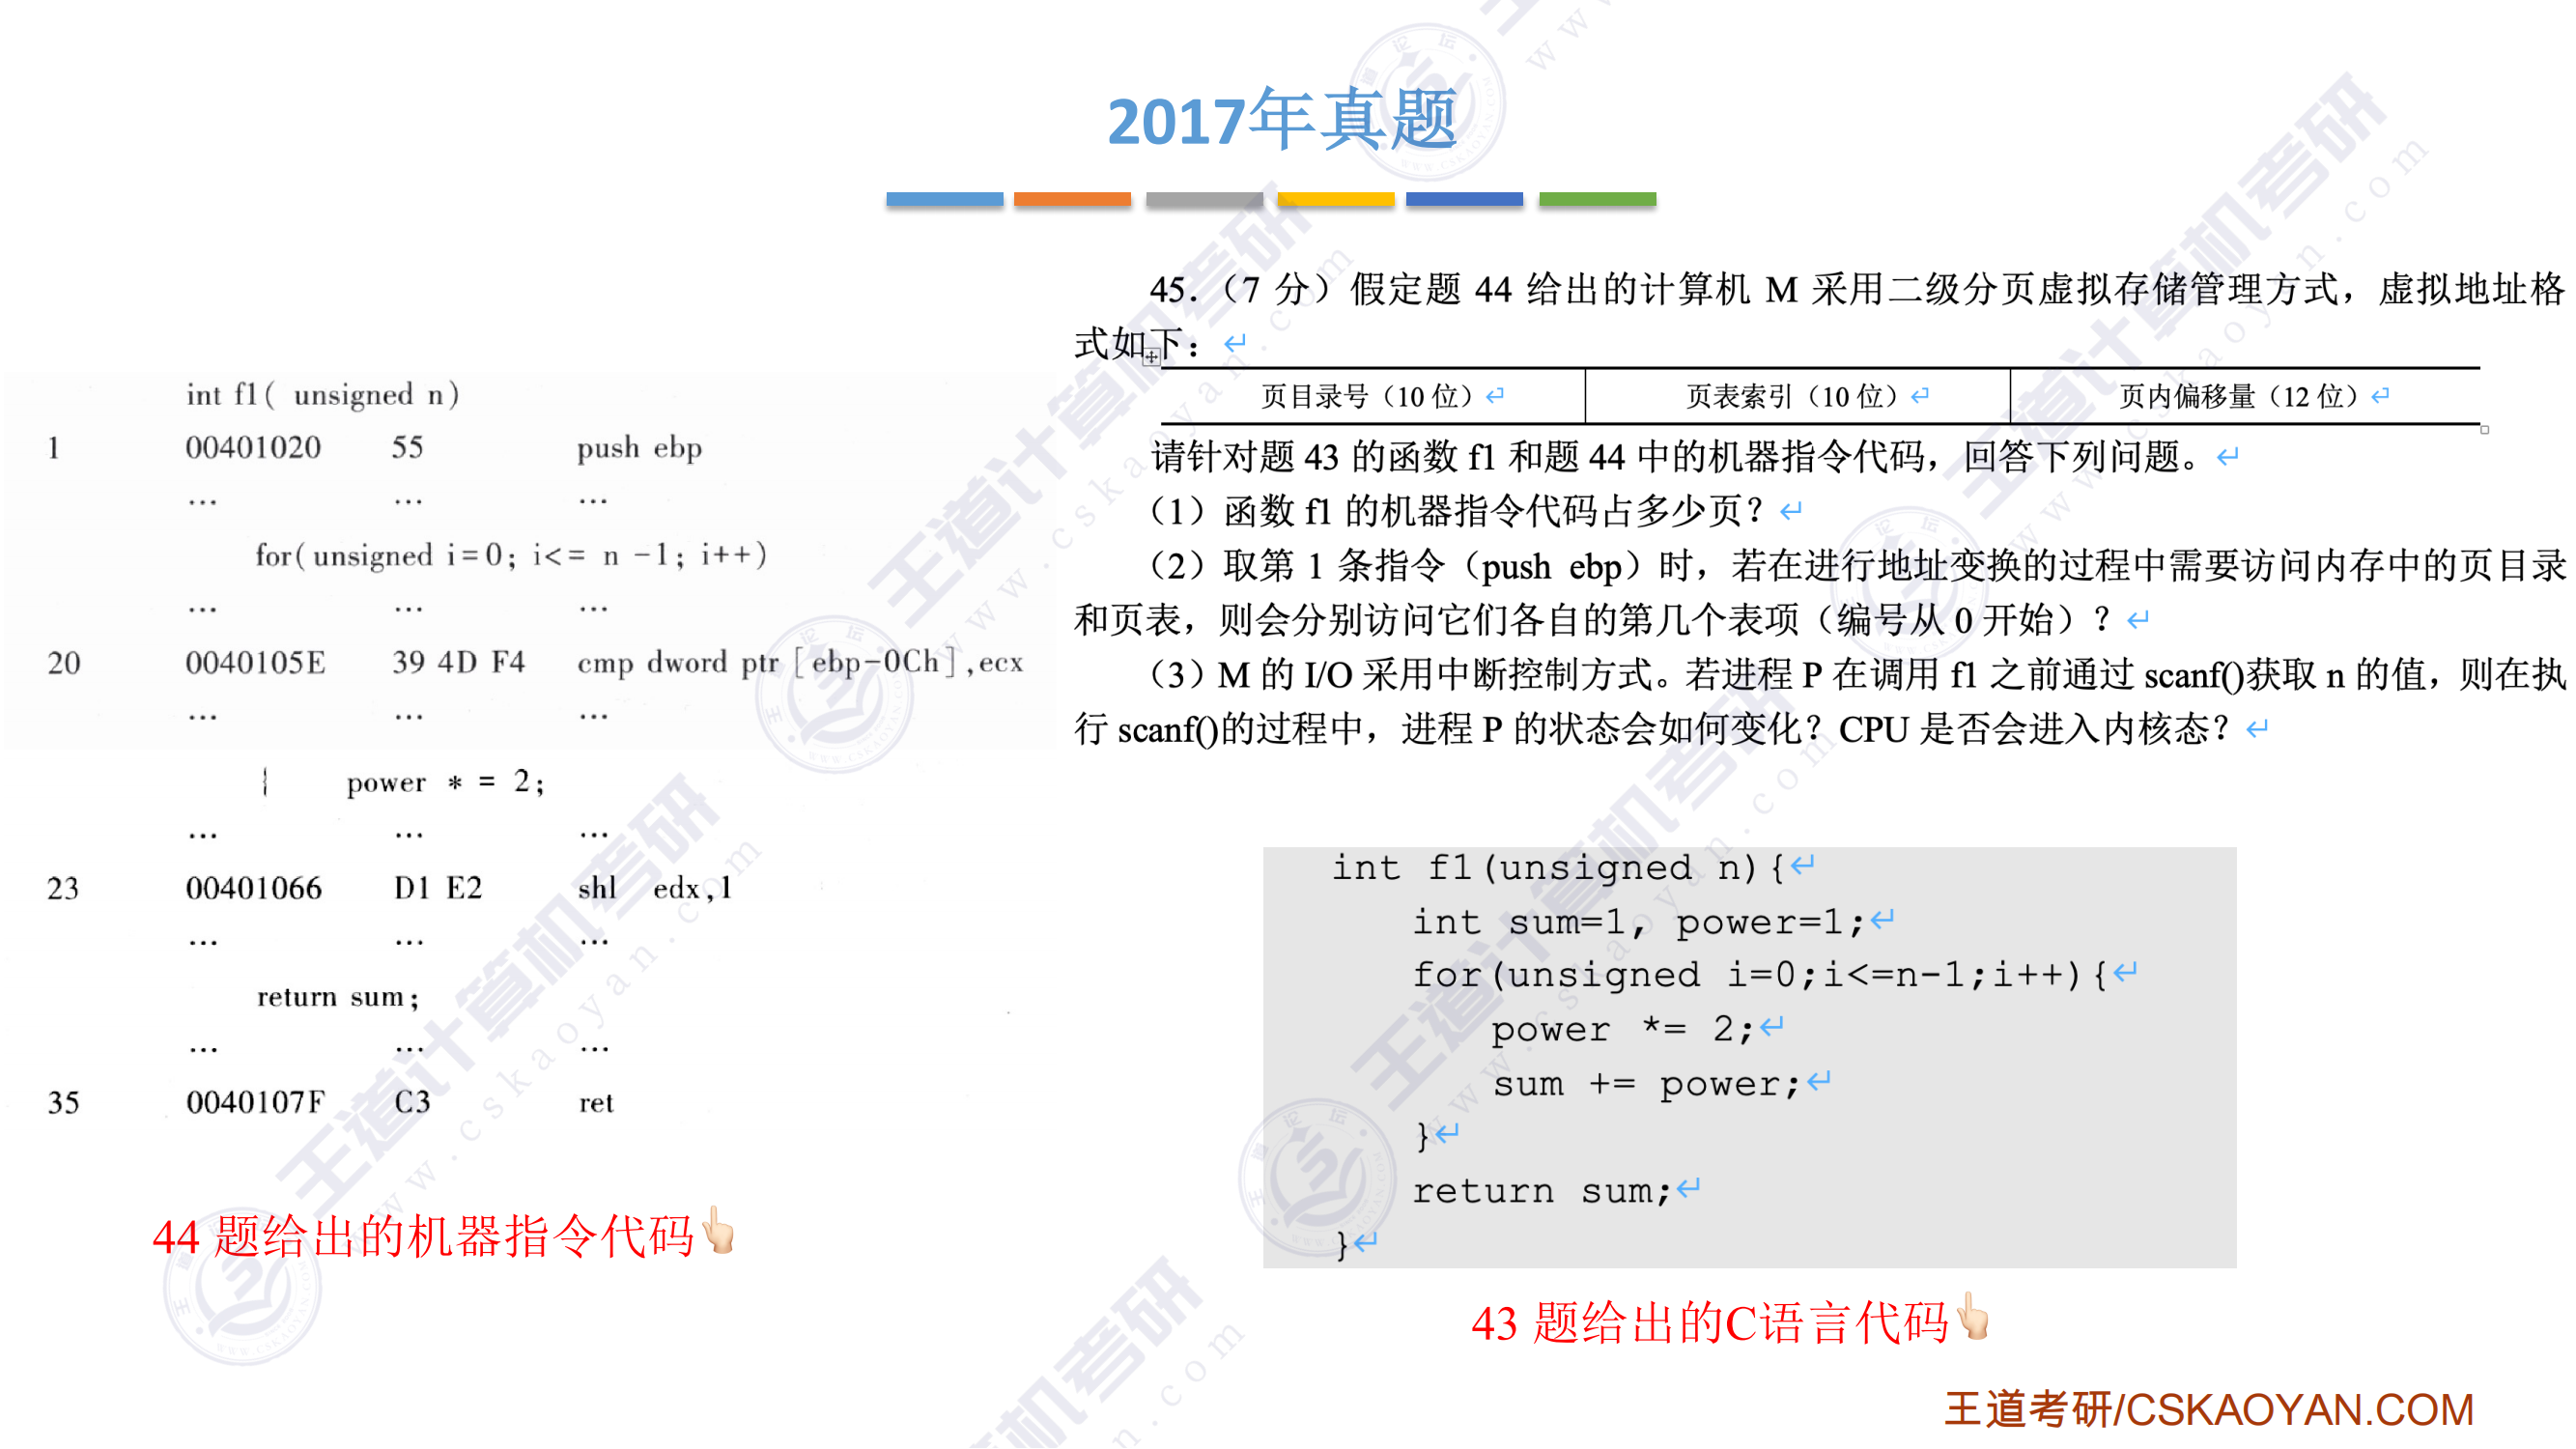 2017年真题
int f1( unsigned n)
1 00401020 55 push ebp
... ... ...
for(unsigned i=0; i<= n -1; i++)
... ... ...
20 0040105E 39 4D F4 cmp dword ptr [ebp-0Ch],ecx
... ... ...
{ power * = 2;
... ... ...
23 00401066 D1 E2 shl edx,1
... ... ...
return sum;
... ... ...
35 0040107F C3 ret
44 题给出的机器指令代码👆🏻
45.（7 分）假定题 44 给出的计算机 M 采用二级分页虚拟存储管理方式，虚拟地址格
式如下：↵
页目录号（10 位）↵ 页表索引（10 位）↵ 页内偏移量（12 位）↵
请针对题 43 的函数 f1 和题 44 中的机器指令代码，回答下列问题。↵
（1）函数 f1 的机器指令代码占多少页？↵
（2）取第 1 条指令（push ebp）时，若在进行地址变换的过程中需要访问内存中的页目录
和页表，则会分别访问它们各自的第几个表项（编号从 0 开始）？↵
（3）M 的 I/O 采用中断控制方式。若进程 P 在调用 f1 之前通过 scanf()获取 n 的值，则在执
行 scanf()的过程中，进程 P 的状态会如何变化？CPU 是否会进入内核态？↵
int f1(unsigned n){↵
int sum=1, power=1;↵
for(unsigned i=0;i<=n-1;i++){↵
power *= 2;↵
sum += power;↵
}↵
return sum;↵
}↵
43 题给出的C语言代码👆🏻
王道考研/CSKAOYAN.COM
王道计算机考研
www.cskaoyan.com